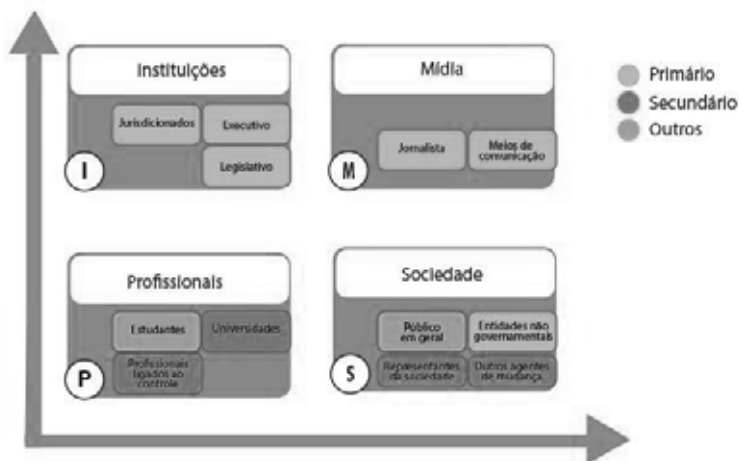 Instituições
Jurisdicionados
Executivo
Legislativo
I
Mídia
Jornalista
Meios de
comunicação
M
Primário
Secundário
Outros
Profissionais
Estudantes
Universidades
Profissionais
ligados ao
controle
P
Sociedade
Público
em geral
Entidades não
governamentais
Representantes
da sociedade
Outros agentes
de mudança
S